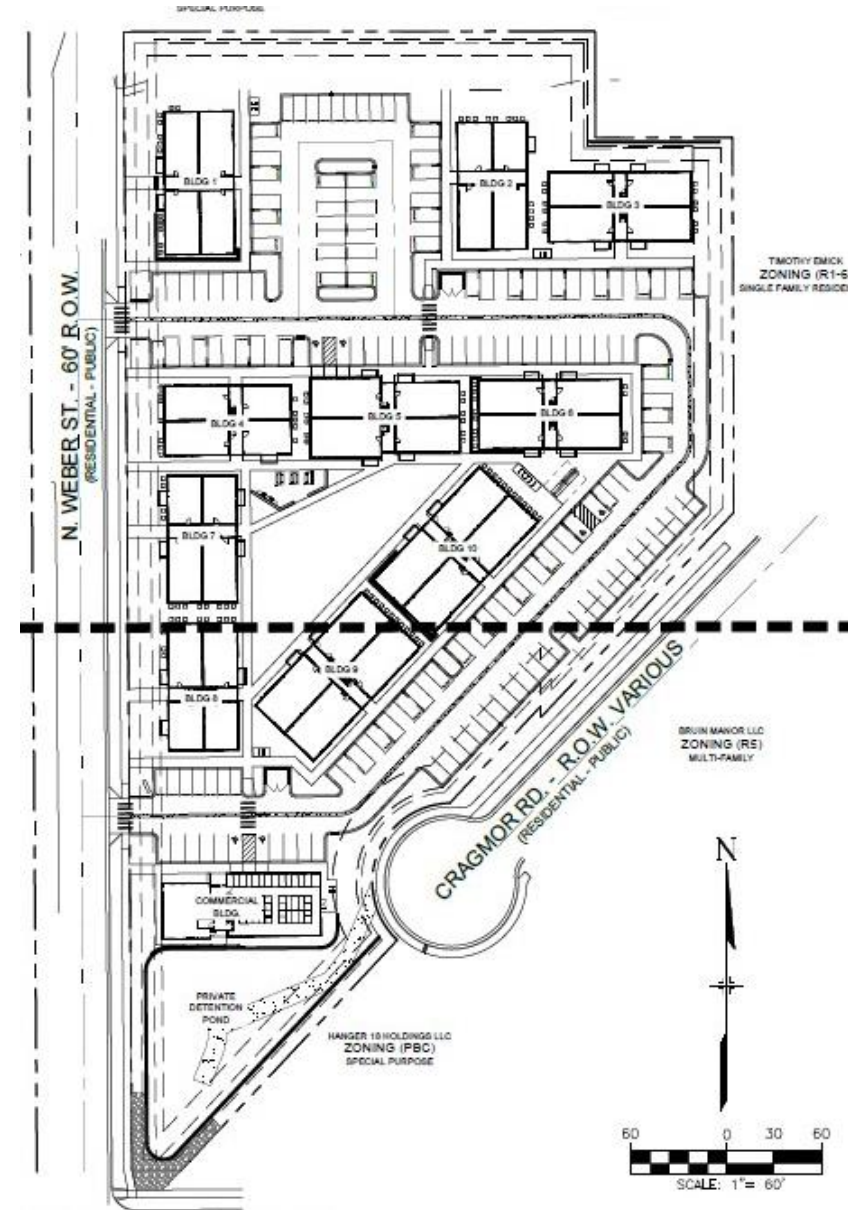 SPECIAL PURPOSE
BLDG 1
BLDG 2
BLDG 3
TIMOTHY EMICK
ZONING (R1-6
SINGLE FAMILY RESIDE
N. WEBER ST. - 60' R.O.W.
(RESIDENTIAL - PUBLIC)
BLDG 4
BLDG 5
BLDG 6
BLDG 7
BLDG 10
BLDG 9
BLDG 8
CRAGMOR RD. - R.O.W. VARIOUS
(RESIDENTIAL - PUBLIC)
BRUIN MANOR LLC
ZONING (R5)
MULTI-FAMILY
COMMERCIAL
BLDG.
PRIVATE
DETENTION
POND
HANGER 18 HOLDINGS LLC
ZONING (PBC)
SPECIAL PURPOSE
N
60 0 30 60
SCALE: 1"= 60'